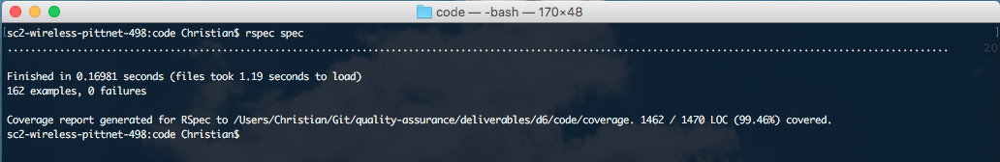 code — -bash — 170×48
[sc2-wireless-pittnet-498:code Christian$ rspec spec ]
..................................................................................................................................................................
20
Finished in 0.16981 seconds (files took 1.19 seconds to load)
162 examples, 0 failures
Coverage report generated for RSpec to /Users/Christian/Git/quality-assurance/deliverables/d6/code/coverage. 1462 / 1470 LOC (99.46%) covered.
sc2-wireless-pittnet-498:code Christian$